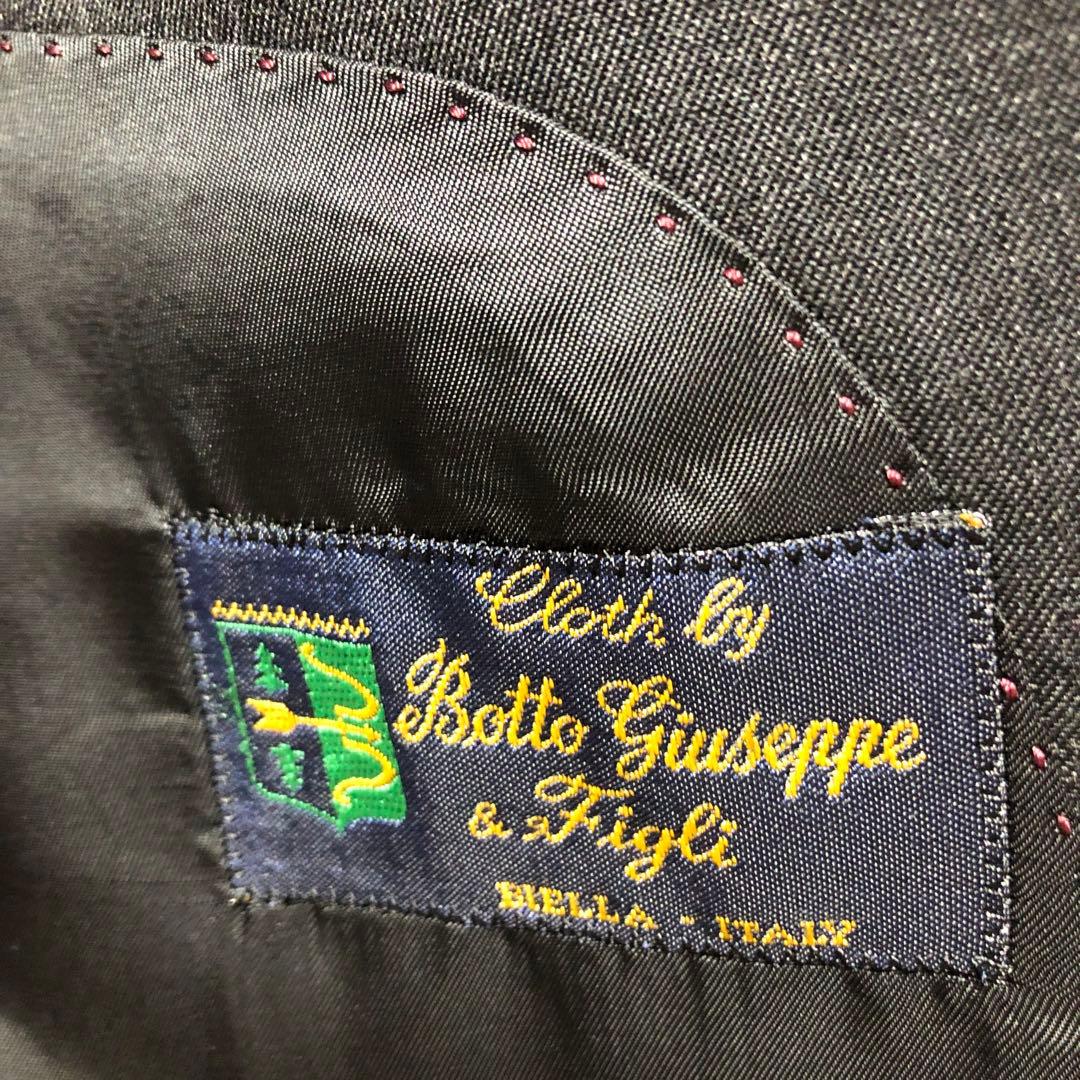 Cloth by
Botto Giuseppe
& Figli
BIELLA - ITALY